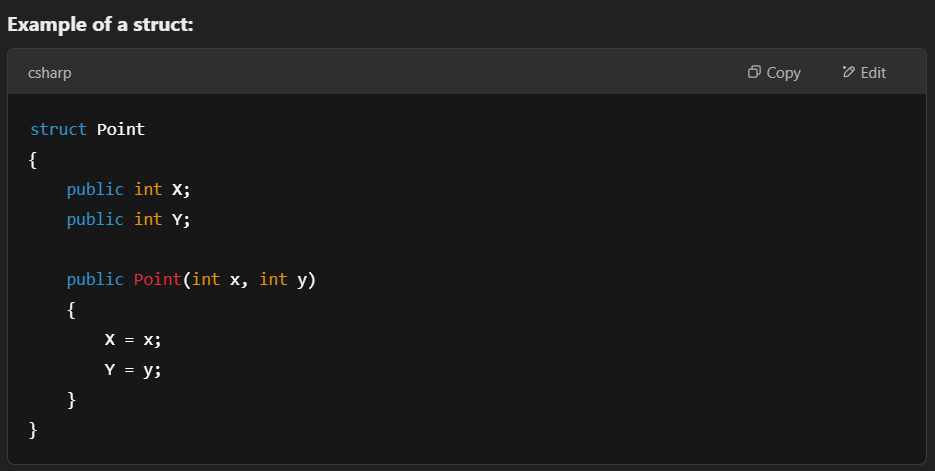 Example of a struct:
csharp Copy Edit
struct Point
{
    public int X;
    public int Y;

    public Point(int x, int y)
    {
        X = x;
        Y = y;
    }
}